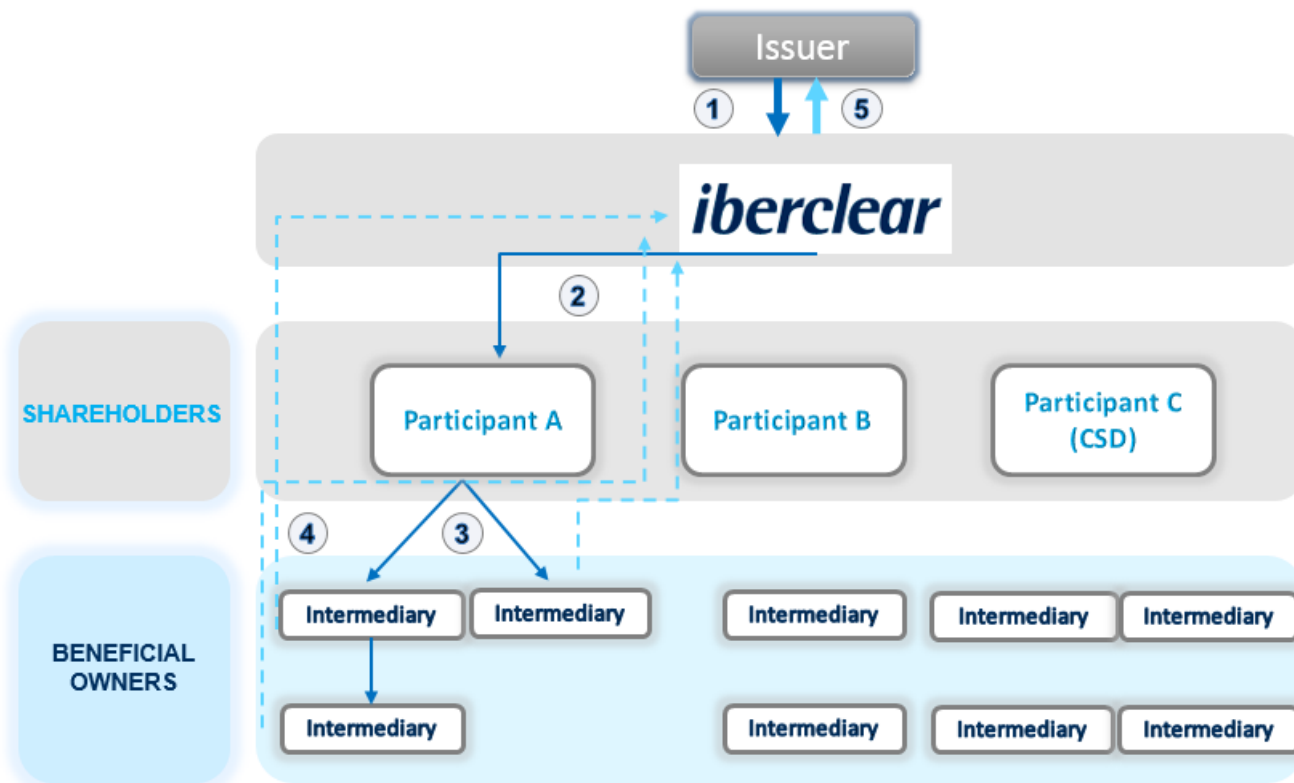 Issuer
1
5
iberclear
2
SHAREHOLDERS
Participant A
Participant B
Participant C
(CSD)
4
3
BENEFICIAL
OWNERS
Intermediary
Intermediary
Intermediary
Intermediary
Intermediary
Intermediary
Intermediary
Intermediary
Intermediary